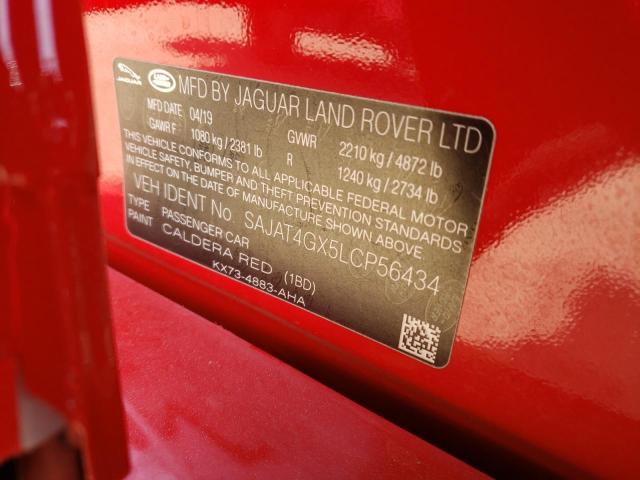 JAGUAR
MFD BY JAGUAR LAND ROVER LTD
MFD DATE 04/19 GVWR 2210 kg / 4872 lb
GAWR F 1080 kg / 2381 lb R 1240 kg / 2734 lb
THIS VEHICLE CONFORMS TO ALL APPLICABLE FEDERAL MOTOR
VEHICLE SAFETY, BUMPER AND THEFT PREVENTION STANDARDS
IN EFFECT ON THE DATE OF MANUFACTURE SHOWN ABOVE.
VEH IDENT No SAJAT4GX5LCP56434
TYPE PASSENGER CAR
PAINT CALDERA RED (1BD)
KX73-4883-AHA